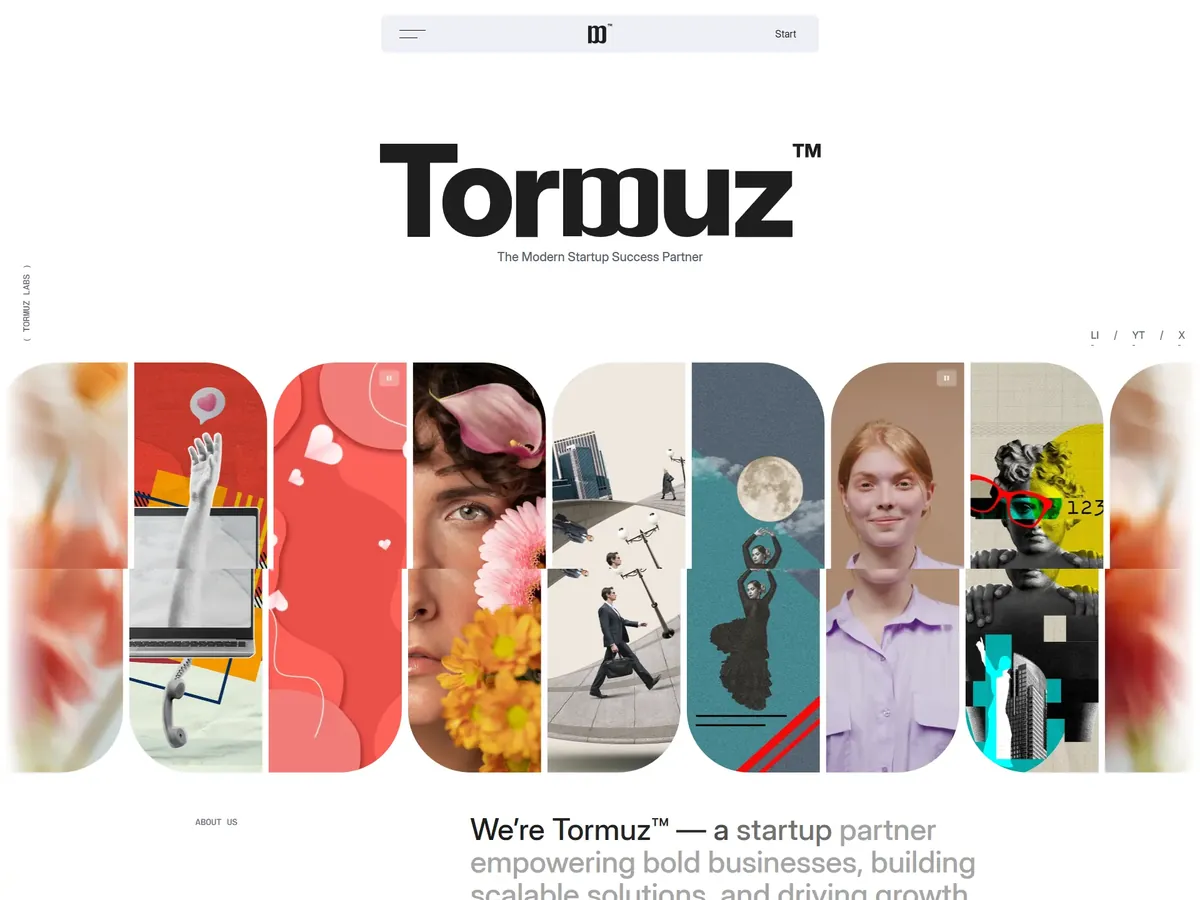 Start
Tormuz™
The Modern Startup Success Partner
( TORMUZ LABS )
LI / YT / X
123
ABOUT US
We’re Tormuz™ — a startup partner
empowering bold businesses, building
scalable solutions, and driving growth